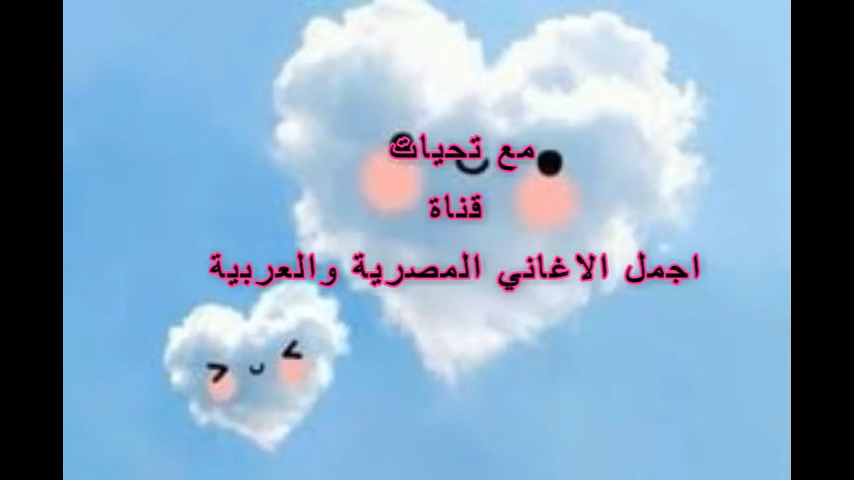 مع تحيات
قناة
اجمل الاغاني المصرية والعربية